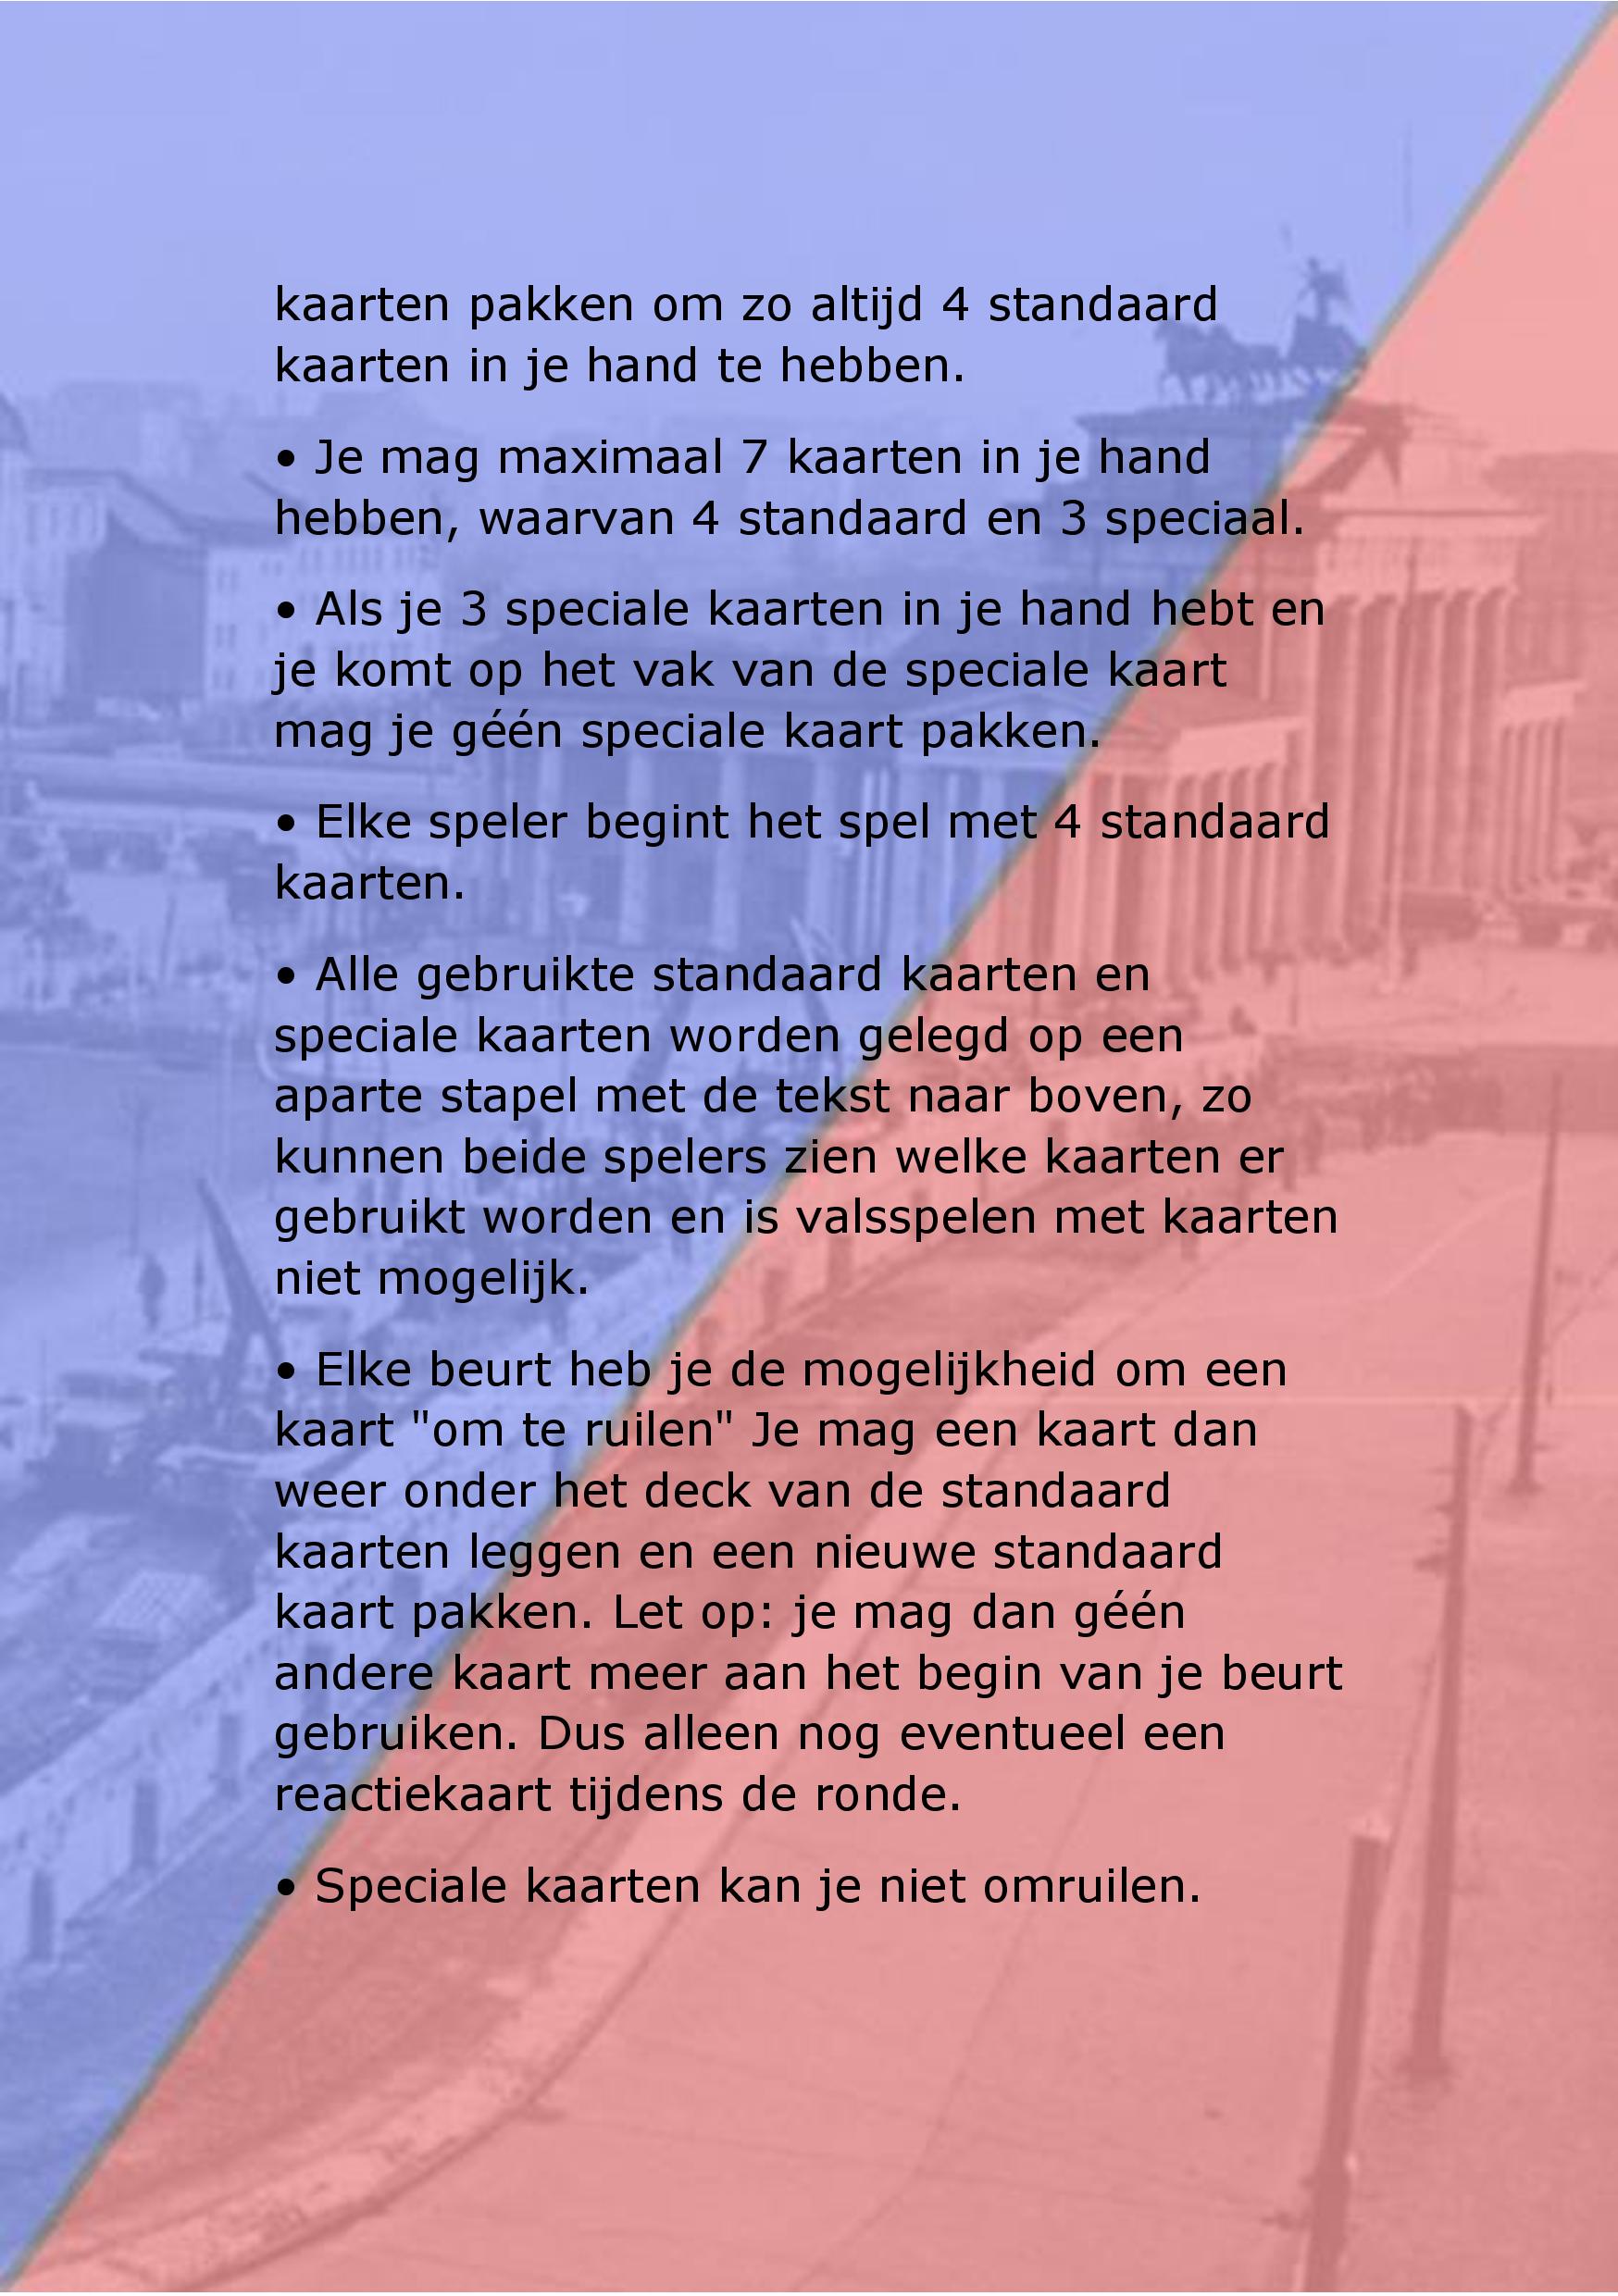 kaarten pakken om zo altijd 4 standaard
kaarten in je hand te hebben.
• Je mag maximaal 7 kaarten in je hand
hebben, waarvan 4 standaard en 3 speciaal.
• Als je 3 speciale kaarten in je hand hebt en
je komt op het vak van de speciale kaart
mag je géén speciale kaart pakken.
• Elke speler begint het spel met 4 standaard
kaarten.
• Alle gebruikte standaard kaarten en
speciale kaarten worden gelegd op een
aparte stapel met de tekst naar boven, zo
kunnen beide spelers zien welke kaarten er
gebruikt worden en is valsspelen met kaarten
niet mogelijk.
• Elke beurt heb je de mogelijkheid om een
kaart "om te ruilen" Je mag een kaart dan
weer onder het deck van de standaard
kaarten leggen en een nieuwe standaard
kaart pakken. Let op: je mag dan géén
andere kaart meer aan het begin van je beurt
gebruiken. Dus alleen nog eventueel een
reactiekaart tijdens de ronde.
• Speciale kaarten kan je niet omruilen.